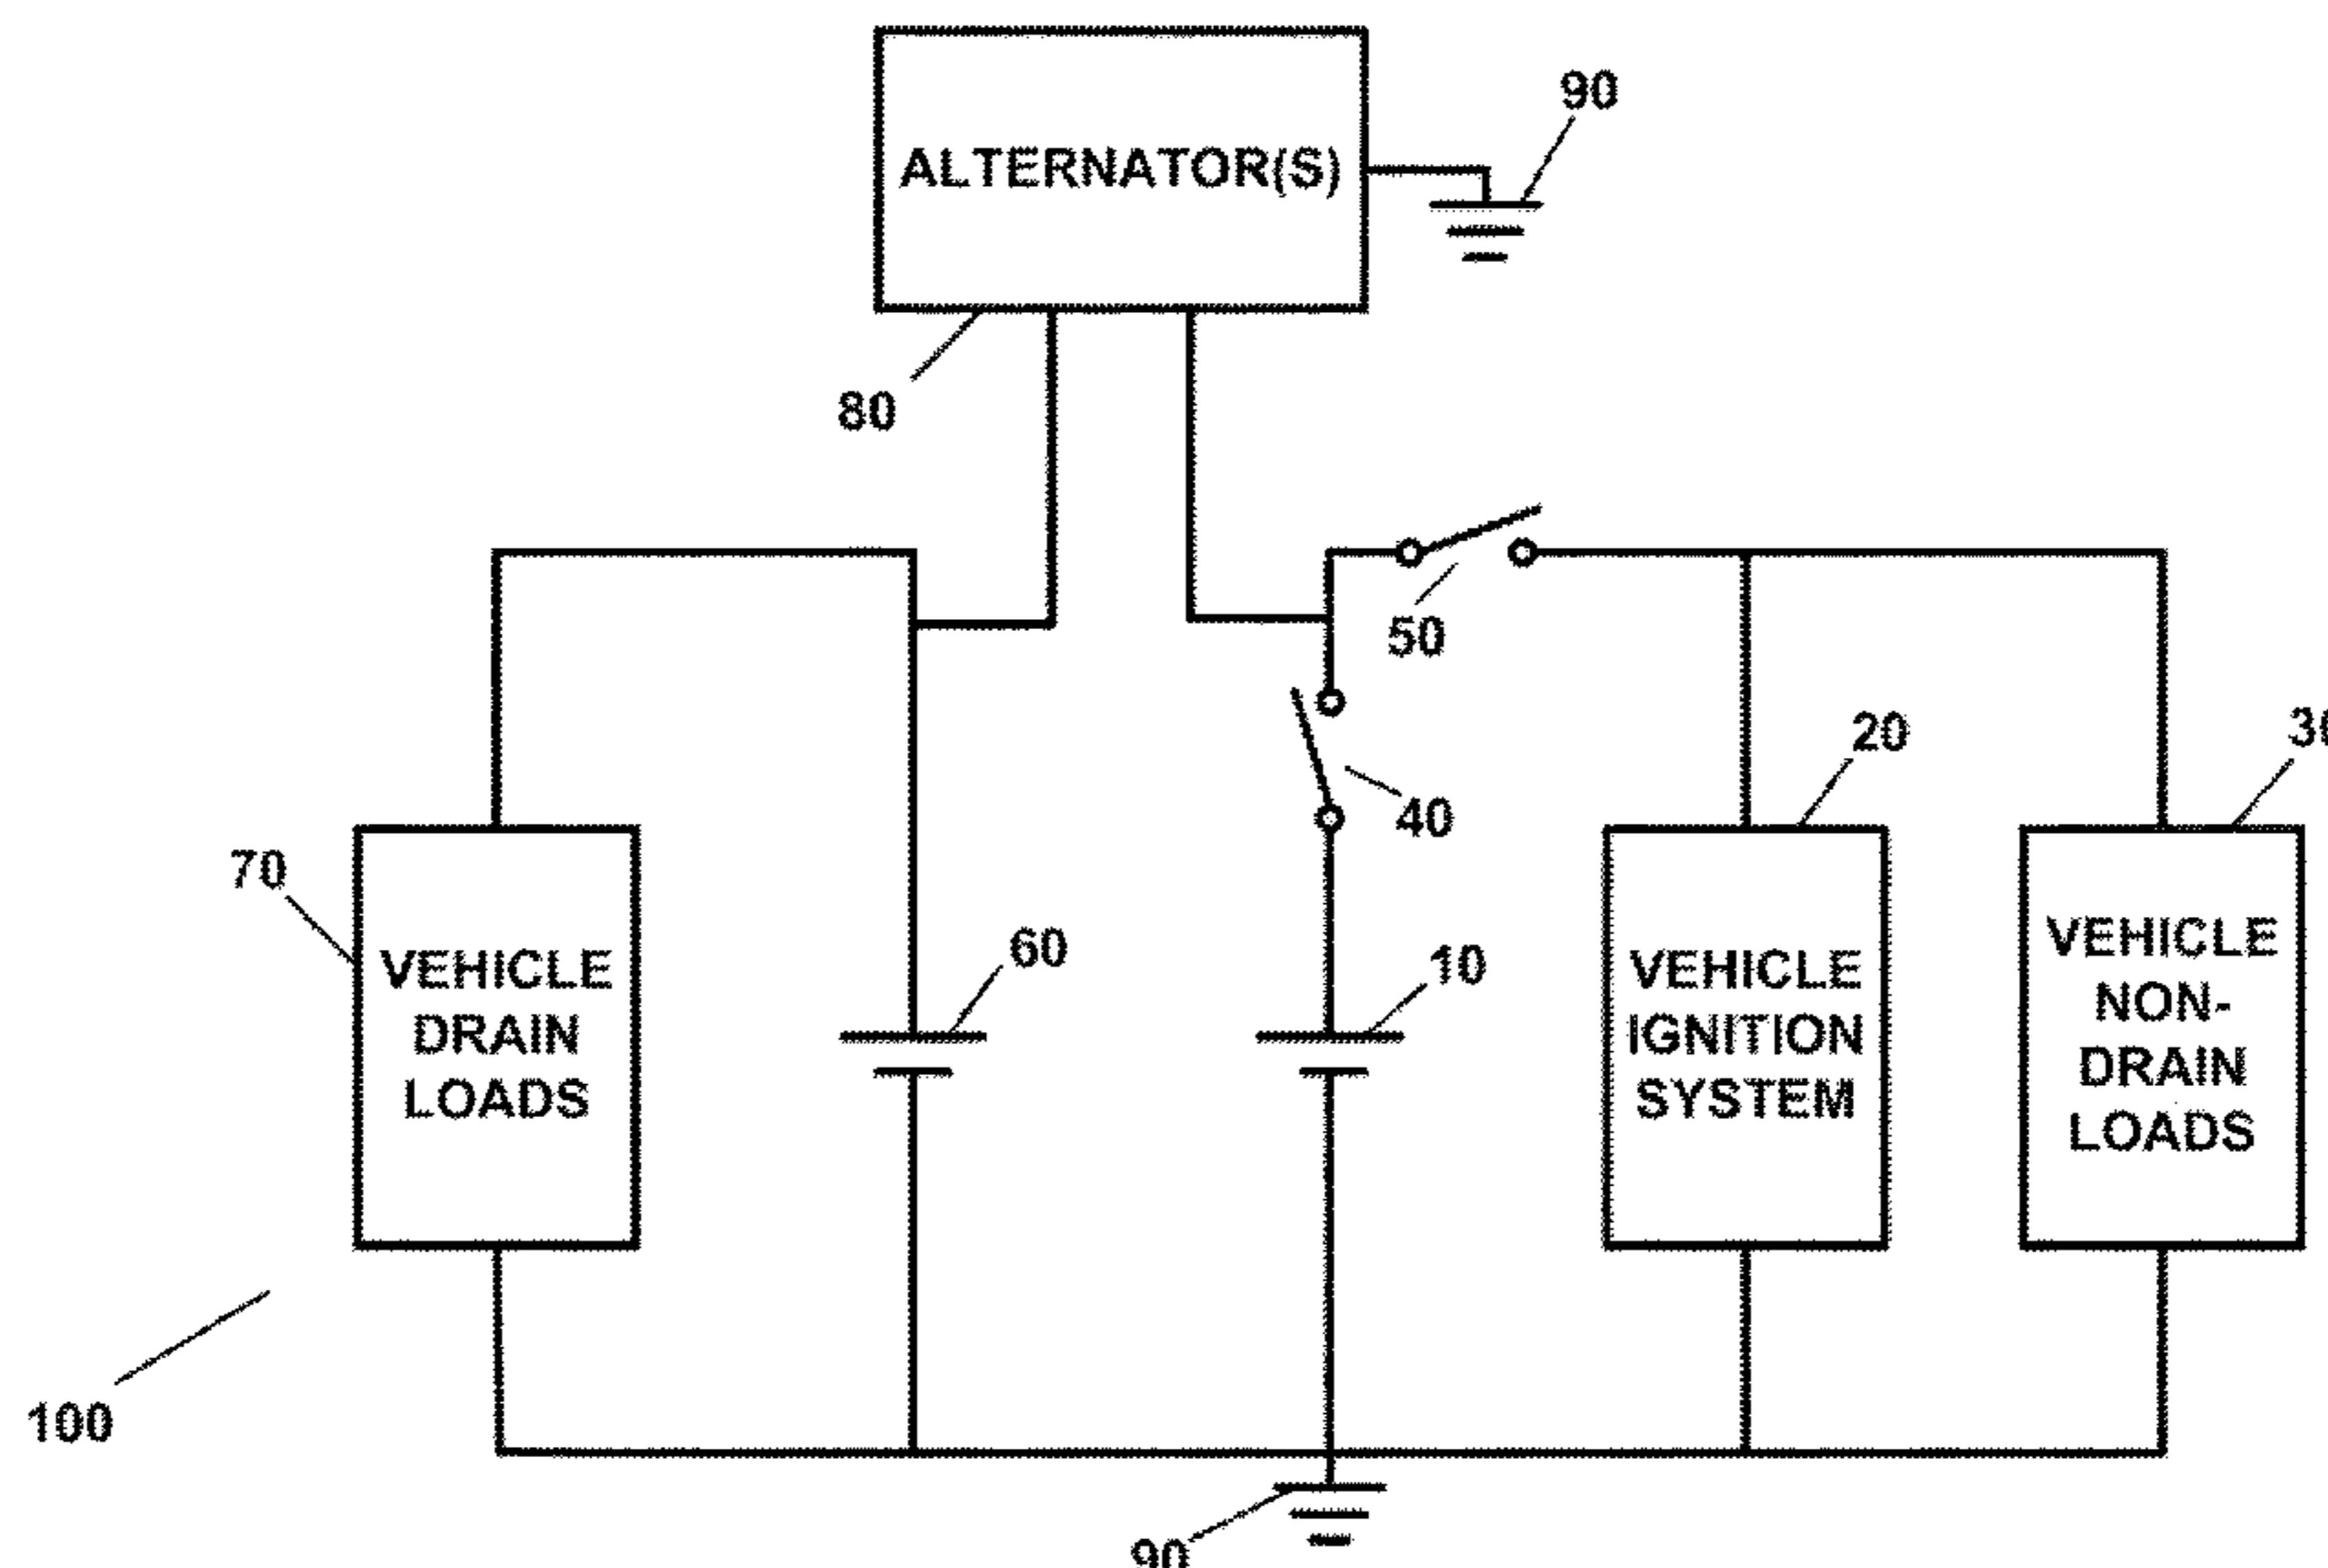 90
ALTERNATOR(S)
80
50
20
30
40
70
60
10
VEHICLE
DRAIN
LOADS
VEHICLE
IGNITION
SYSTEM
VEHICLE
NON-
DRAIN
LOADS
100
90